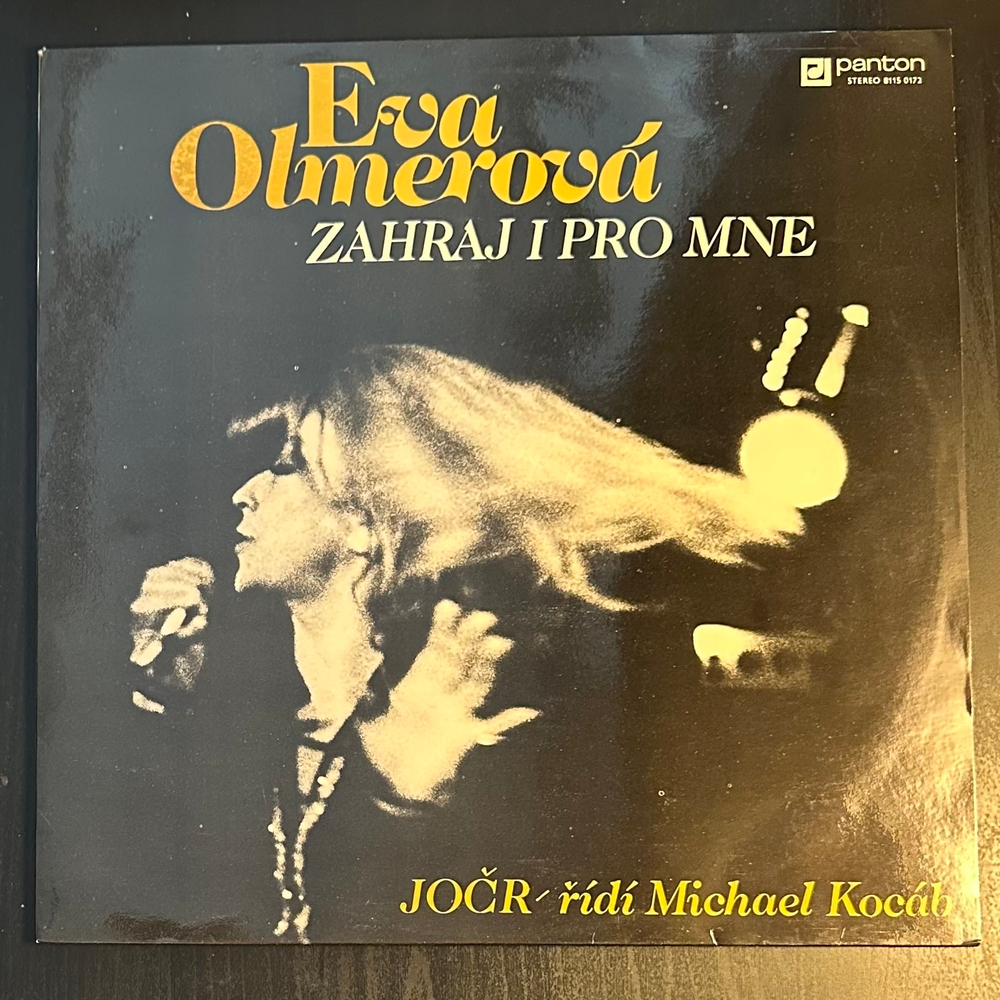 Eva
Olmerová
ZAHRAJ I PRO MNE
panton
STEREO 8115 0172
JOČR - řídí Michael Kocáb